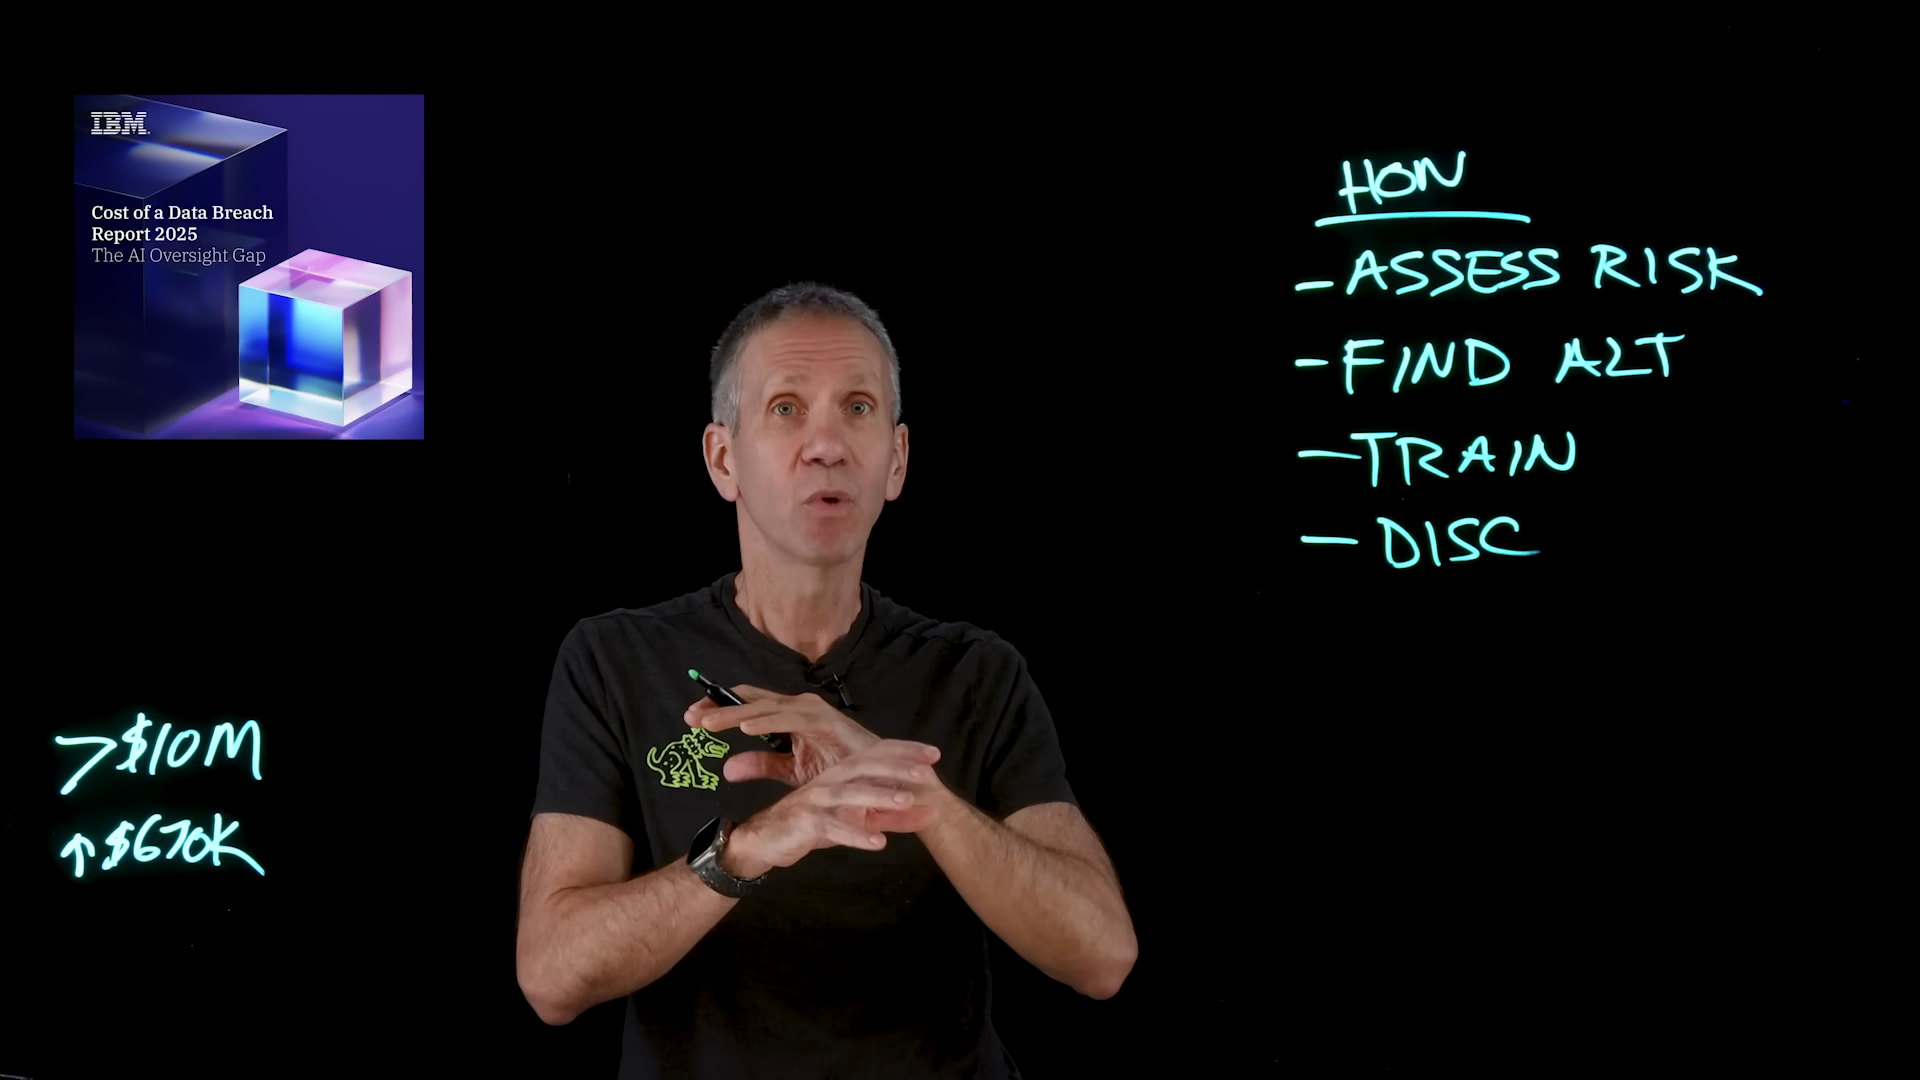 IBM
Cost of a Data Breach
Report 2025
The AI Oversight Gap
>$10M
↑$670K
HOW
-ASSESS RISK
-FIND ALT
-TRAIN
-DISC